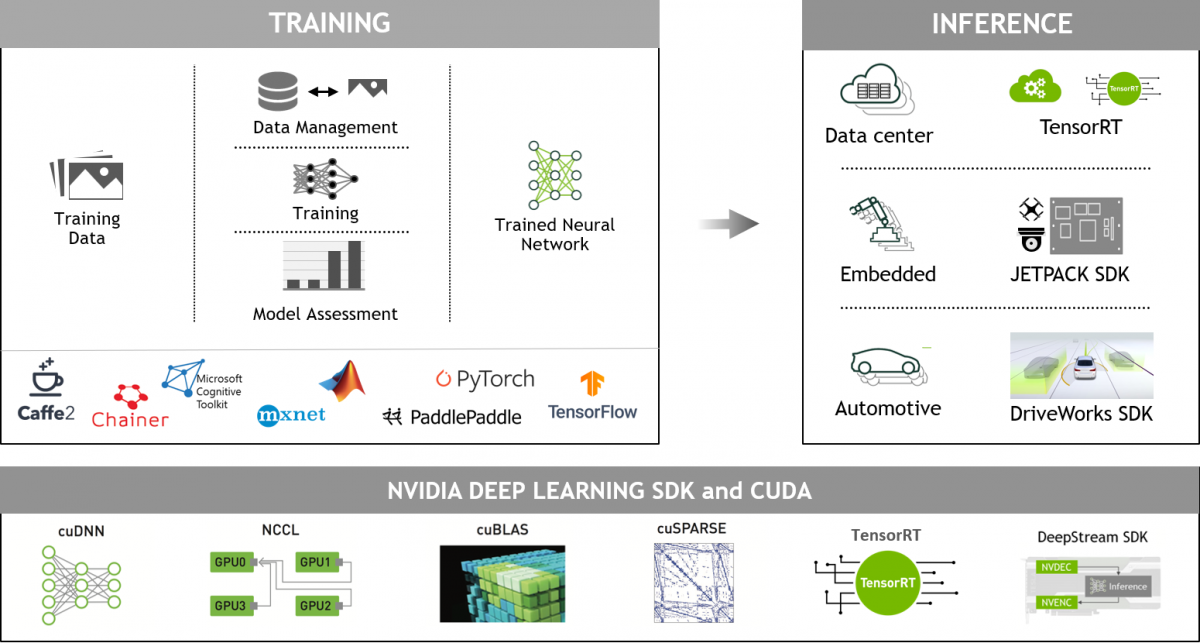 TRAINING
Training
Data
Data Management
Training
Model Assessment
Trained Neural
Network
Caffe2
Chainer
Microsoft
Cognitive
Toolkit
mxnet
PyTorch
PaddlePaddle
TensorFlow
INFERENCE
Data center
TensorRT
TensorRT
Embedded
JETPACK SDK
Automotive
DriveWorks SDK
NVIDIA DEEP LEARNING SDK and CUDA
cuDNN
NCCL
GPU0
GPU1
GPU3
GPU2
cuBLAS
cuSPARSE
TensorRT
TensorRT
DeepStream SDK
NVDEC
Inference
NVENC